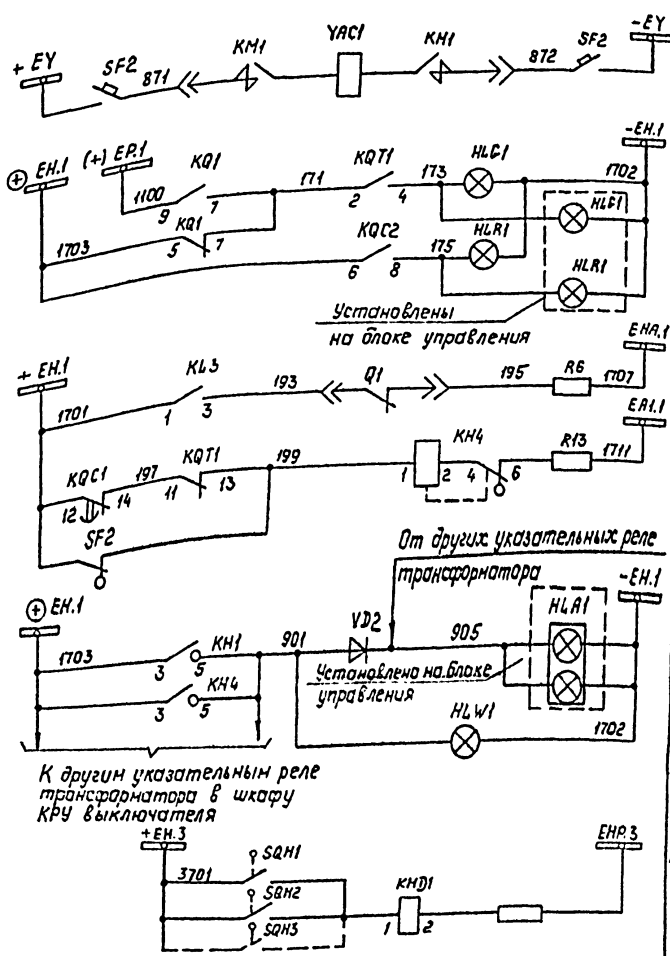 + EY SF2 871 KM1 YAC1 KM1 872 SF2 -EY
⊕ EH.1 (+) EP.1 -EH.1
1100 KQ1 9 7 171 KQT1 2 4 173 HLG1 1702
1703 KQ1 5 7 HLG1
KQC2 6 8 175 HLR1 HLR1
Установлены
на блоке управления
+ EH.1 1701 KL3 1 3 193 Q1 195 R6 1707 EHA.1
KQC1 12 14 197 KQT1 11 13 199 1 2 KH4 4 6 R13 1711 EA1.1
SF2
От других указательных реле
трансформатора
⊕ EH.1 HLA1 -EH.1
1703 3 KH1 5 901 VD2 905
3 KH4 5
Установлено на блоке
управления
HLW1 1702
К другим указательным реле
трансформатора в шкафу
КРУ выключателя
+EH.3 EHP.3
3701 SQH1
SQH2 KHD1 1 2
SQH3